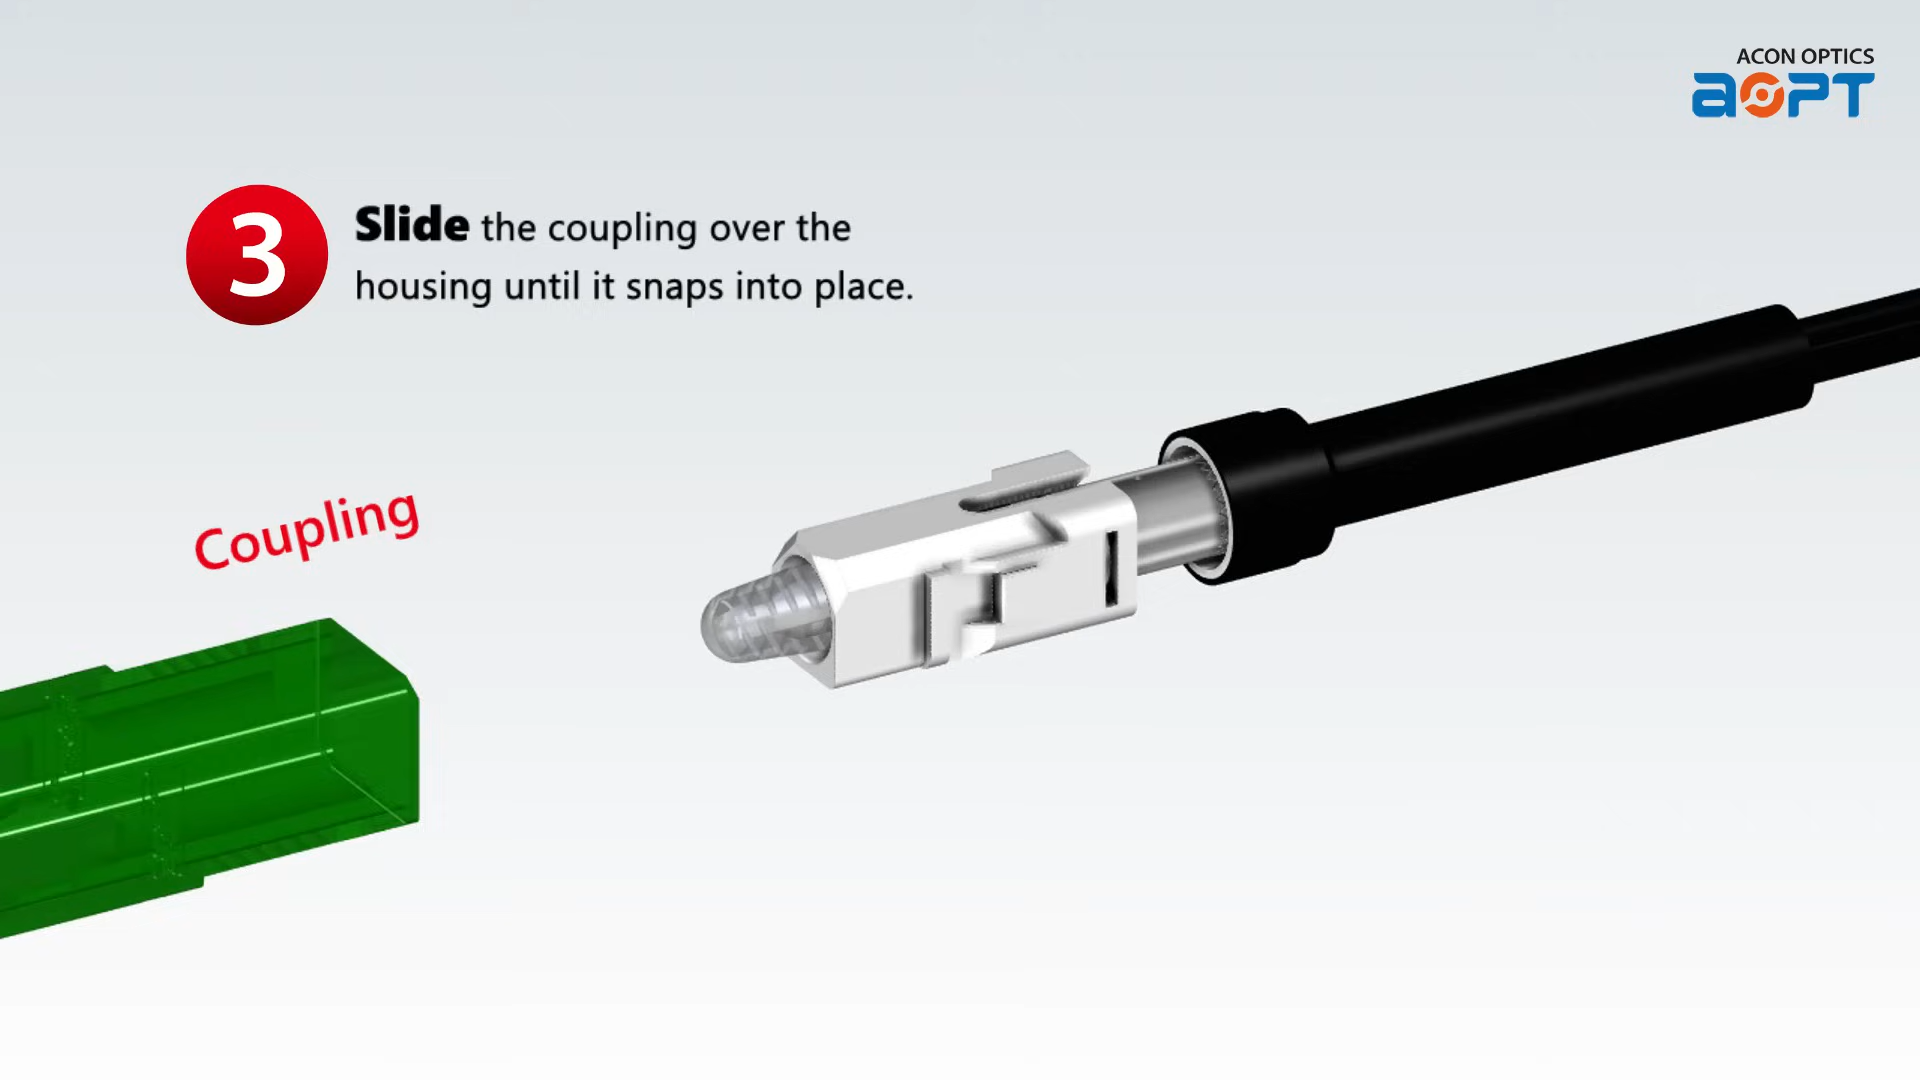 ACON OPTICS
aOPT
3
Slide the coupling over the
housing until it snaps into place.
Coupling